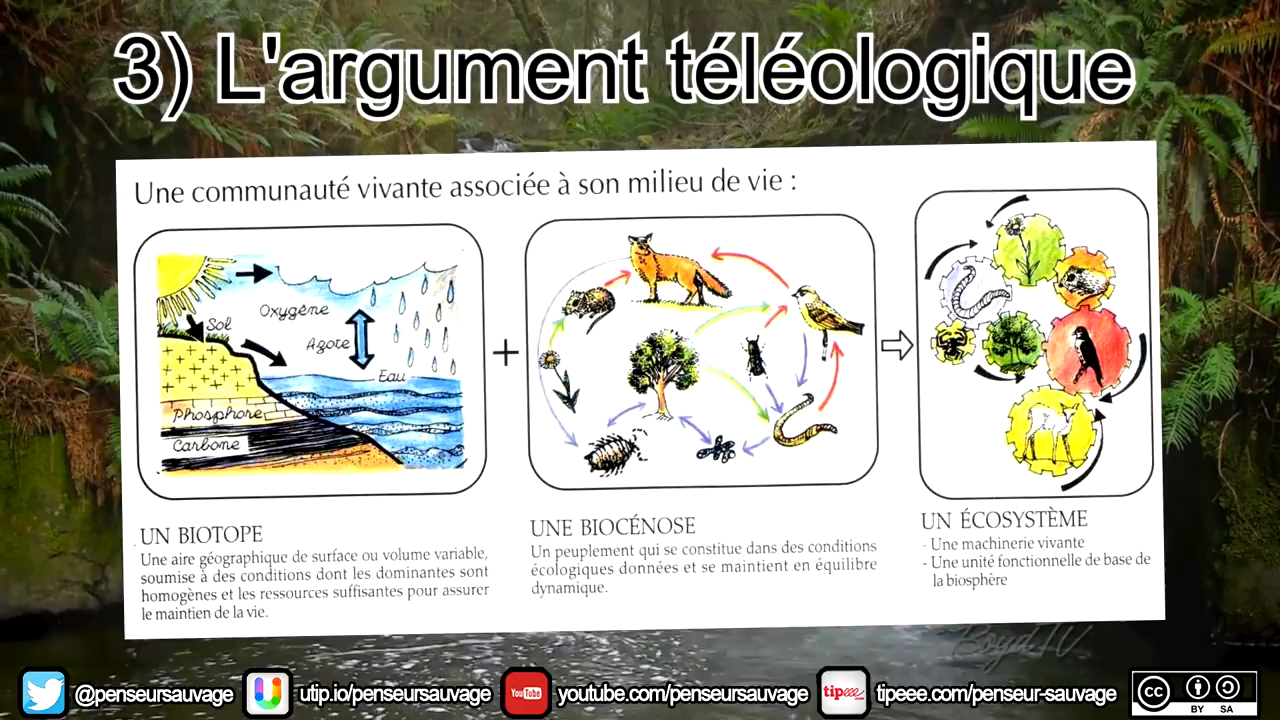 3) L'argument téléologique
Une communauté vivante associée à son milieu de vie :
Oxygène
Sol
Azote
Eau
Phosphore
Carbone
+
UN BIOTOPE
Une aire géographique de surface ou volume variable,
soumise à des conditions dont les dominantes sont
homogènes et les ressources suffisantes pour assurer
le maintien de la vie.
UNE BIOCÉNOSE
Un peuplement qui se constitue dans des conditions
écologiques données et se maintient en équilibre
dynamique.
UN ÉCOSYSTÈME
- Une machinerie vivante
- Une unité fonctionnelle de base de
la biosphère
BoydTV
@penseursauvage
utip.io/penseursauvage
YouTube
youtube.com/penseursauvage
tipeee
tipeee.com/penseur-sauvage
cc
BY SA